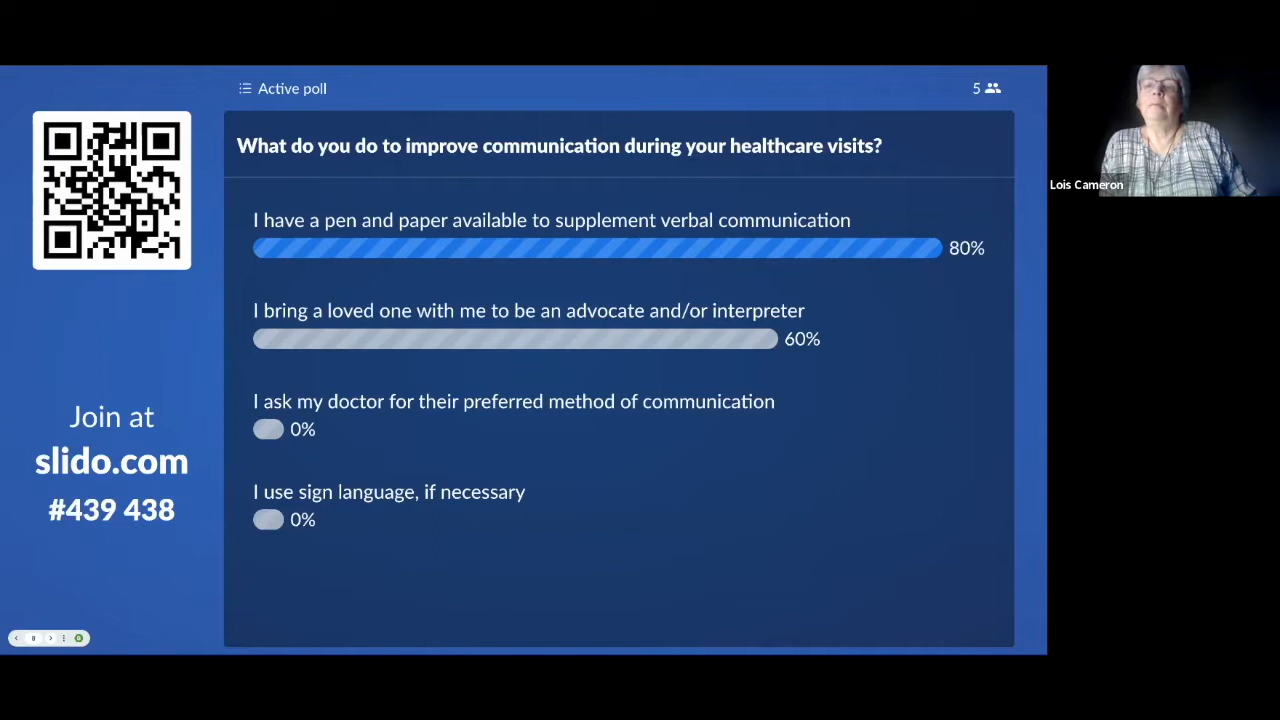 Active poll
5
What do you do to improve communication during your healthcare visits?
I have a pen and paper available to supplement verbal communication
80%
I bring a loved one with me to be an advocate and/or interpreter
60%
I ask my doctor for their preferred method of communication
0%
I use sign language, if necessary
0%
Join at
slido.com
#439 438
Lois Cameron